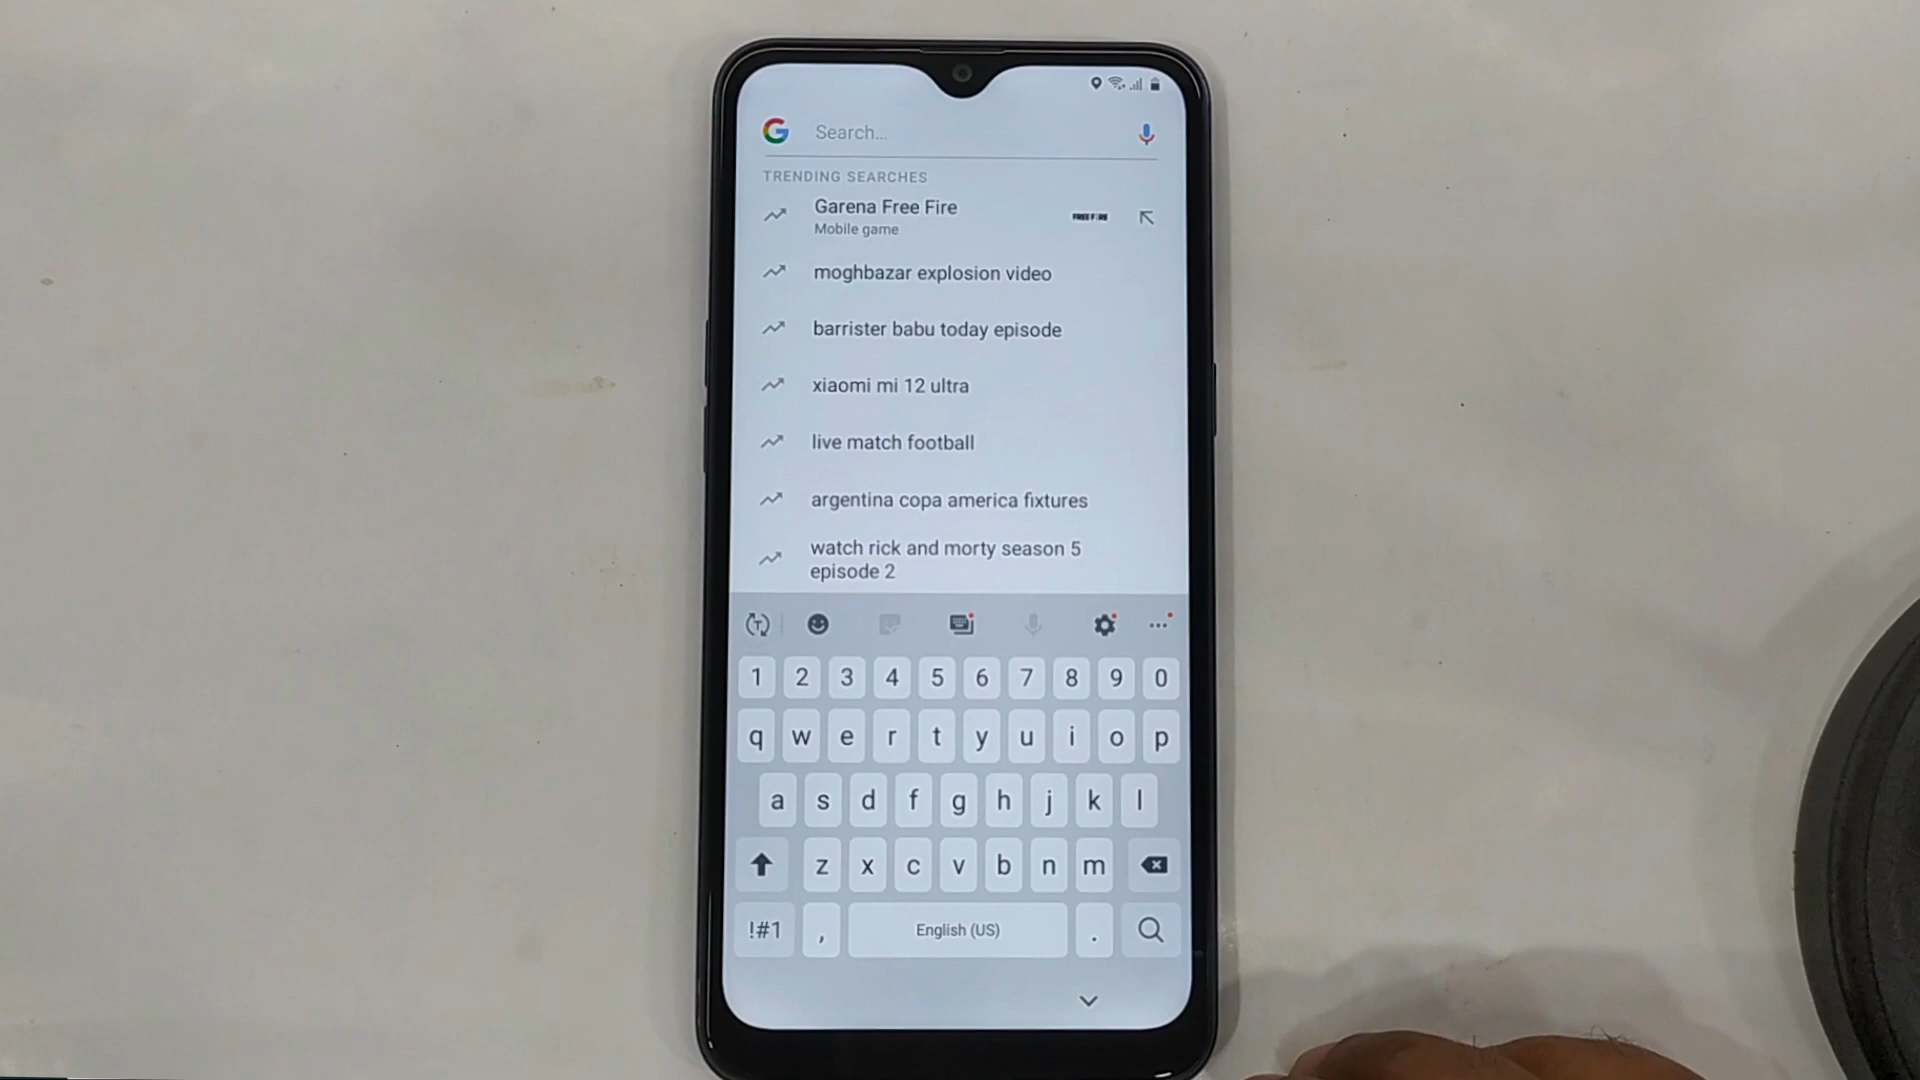 Search...
TRENDING SEARCHES
Garena Free Fire
Mobile game
FREE FIRE
moghbazar explosion video
barrister babu today episode
xiaomi mi 12 ultra
live match football
argentina copa america fixtures
watch rick and morty season 5
episode 2
1 2 3 4 5 6 7 8 9 0
q w e r t y u i o p
a s d f g h j k l
z x c v b n m
!#1 , English (US) .